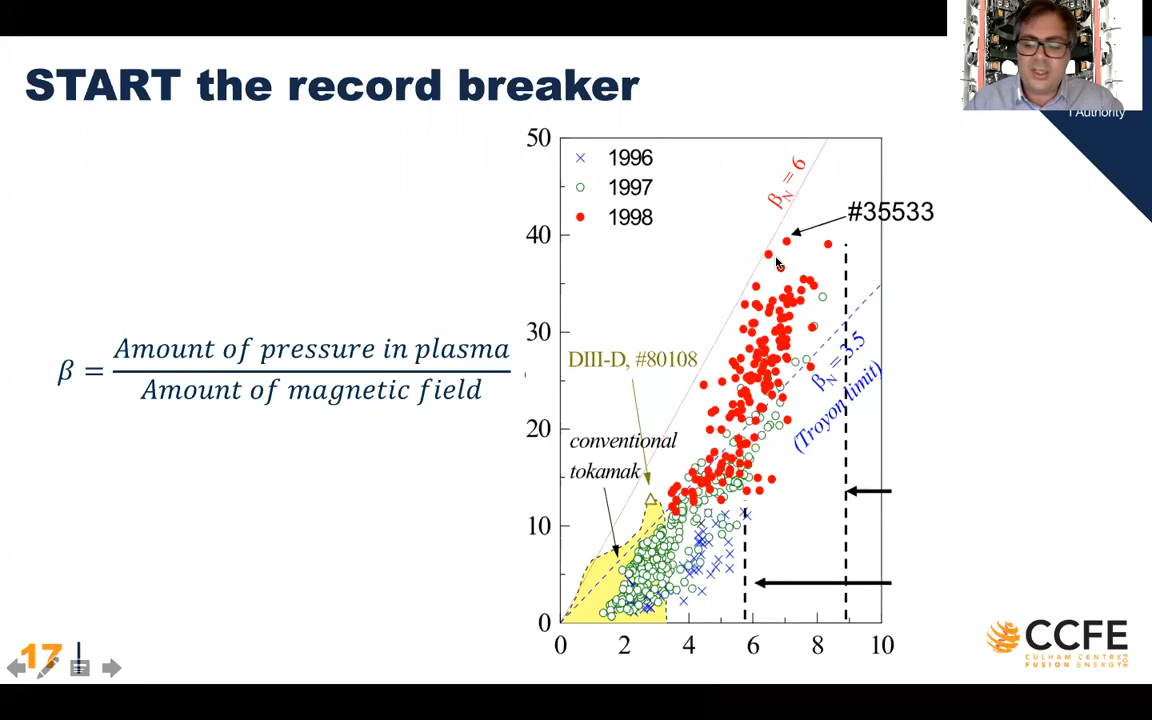 START the record breaker
I Authority
β = Amount of pressure in plasma
Amount of magnetic field
50
40
30
20
10
0
× 1996
○ 1997
● 1998
β_N = 6
#35533
DIII-D, #80108
β_N = 3.5
(Troyon limit)
conventional
tokamak
0 2 4 6 8 10
17
CCFE
CULHAM CENTRE
FOR
FUSION ENERGY